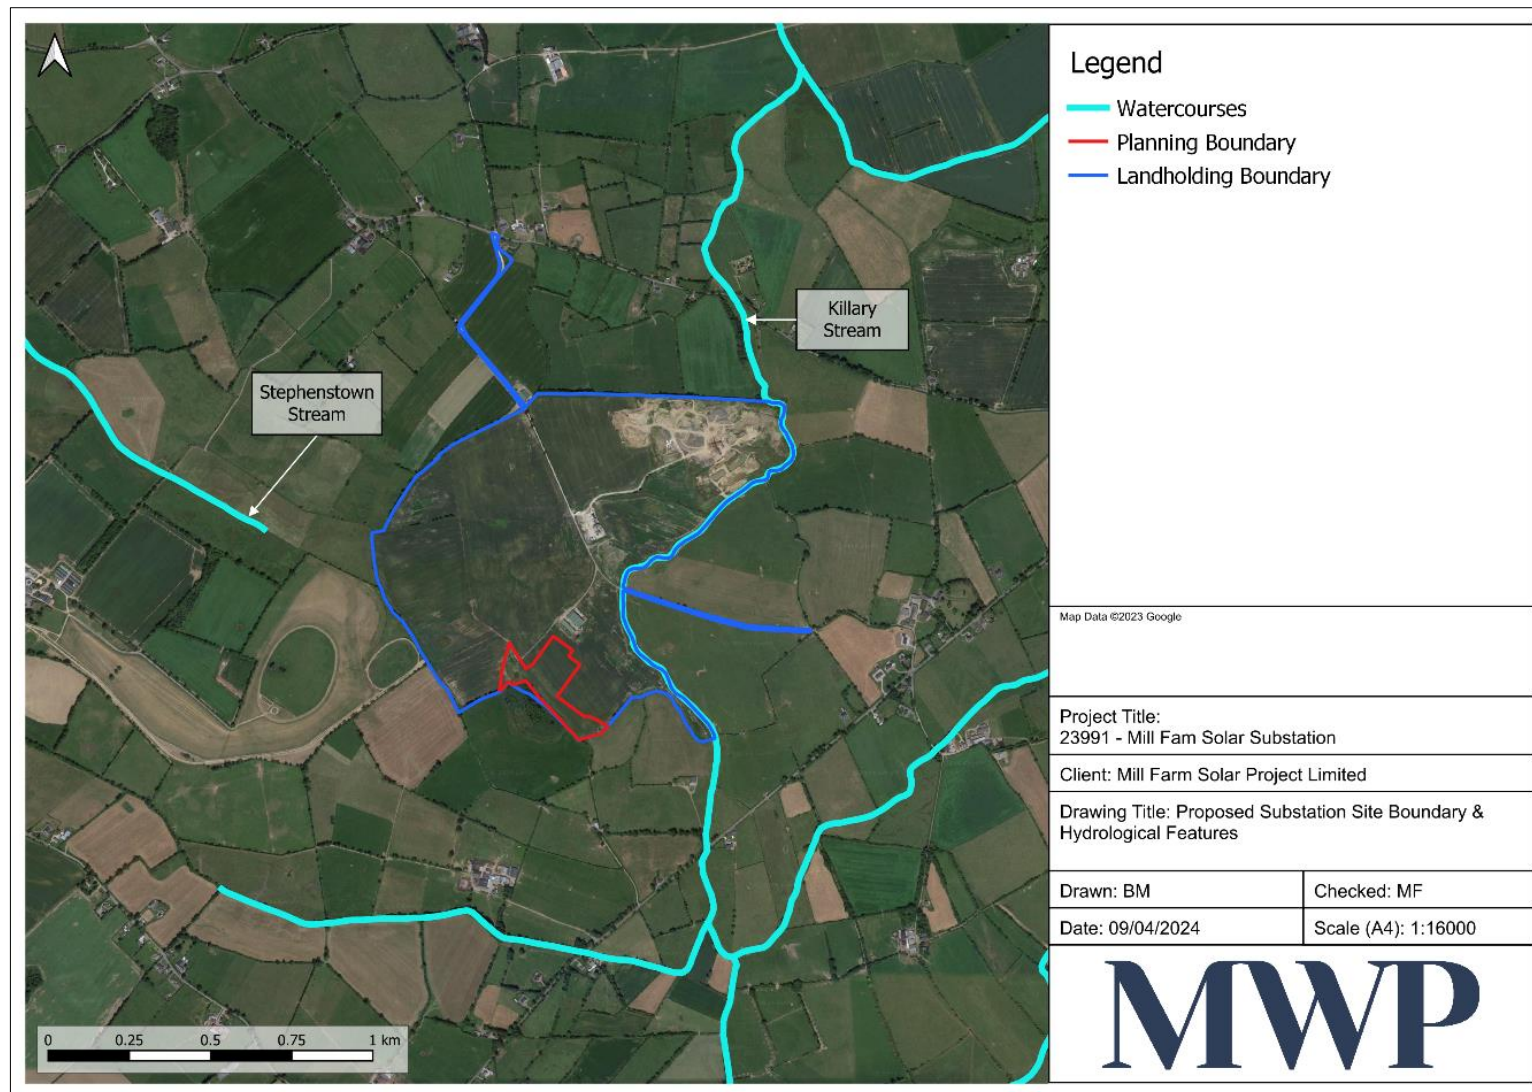 Legend
Watercourses
Planning Boundary
Landholding Boundary
Killary
Stream
Stephenstown
Stream
0 0.25 0.5 0.75 1 km
Map Data ©2023 Google
Project Title:
23991 - Mill Fam Solar Substation
Client: Mill Farm Solar Project Limited
Drawing Title: Proposed Substation Site Boundary &
Hydrological Features
Drawn: BM
Checked: MF
Date: 09/04/2024
Scale (A4): 1:16000
MWP